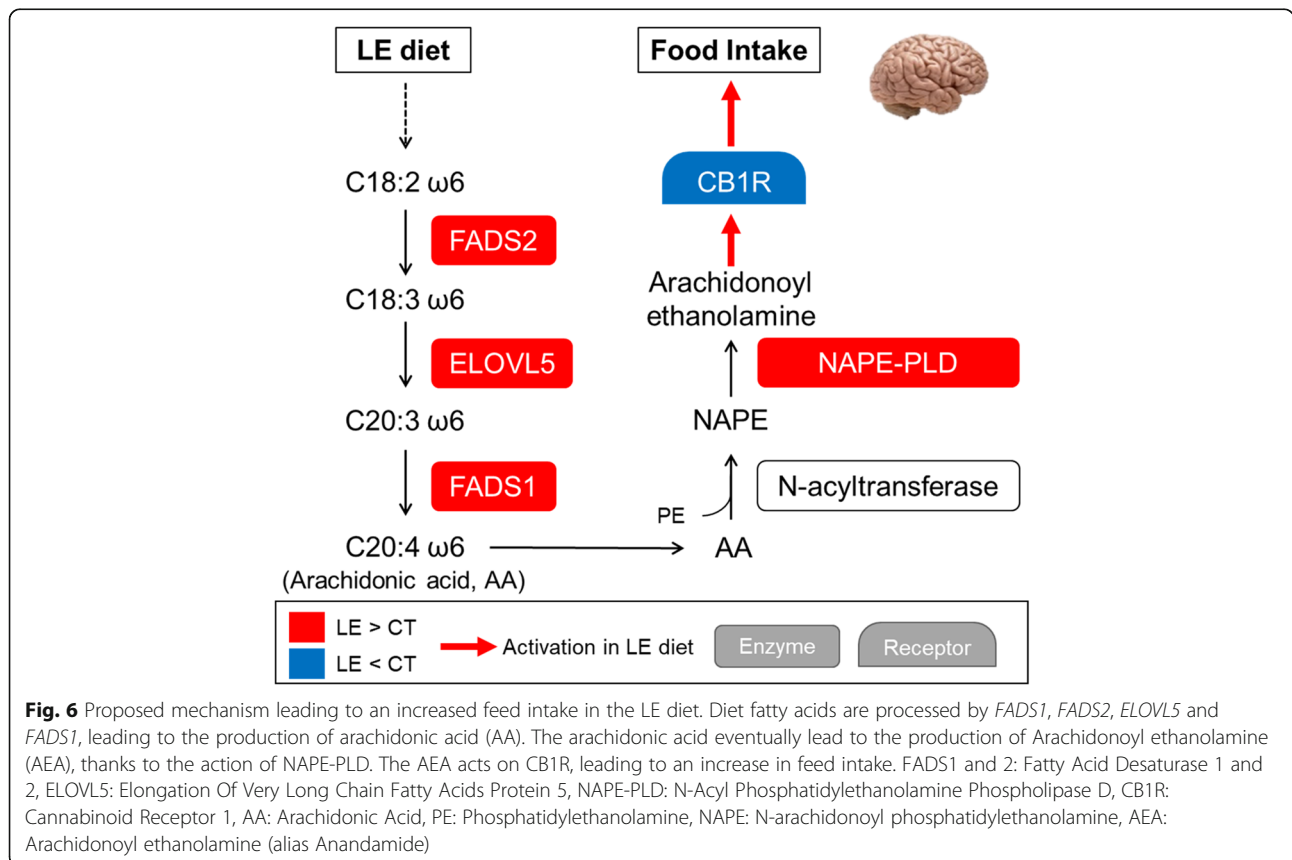 LE diet
C18:2 ω6
FADS2
C18:3 ω6
ELOVL5
C20:3 ω6
FADS1
C20:4 ω6
(Arachidonic acid, AA)
Food Intake
CB1R
Arachidonoyl
ethanolamine
NAPE-PLD
NAPE
N-acyltransferase
PE
AA
LE > CT
LE < CT
Activation in LE diet
Enzyme
Receptor
Fig. 6 Proposed mechanism leading to an increased feed intake in the LE diet. Diet fatty acids are processed by FADS1, FADS2, ELOVL5 and
FADS1, leading to the production of arachidonic acid (AA). The arachidonic acid eventually lead to the production of Arachidonoyl ethanolamine
(AEA), thanks to the action of NAPE-PLD. The AEA acts on CB1R, leading to an increase in feed intake. FADS1 and 2: Fatty Acid Desaturase 1 and
2, ELOVL5: Elongation Of Very Long Chain Fatty Acids Protein 5, NAPE-PLD: N-Acyl Phosphatidylethanolamine Phospholipase D, CB1R:
Cannabinoid Receptor 1, AA: Arachidonic Acid, PE: Phosphatidylethanolamine, NAPE: N-arachidonoyl phosphatidylethanolamine, AEA:
Arachidonoyl ethanolamine (alias Anandamide)